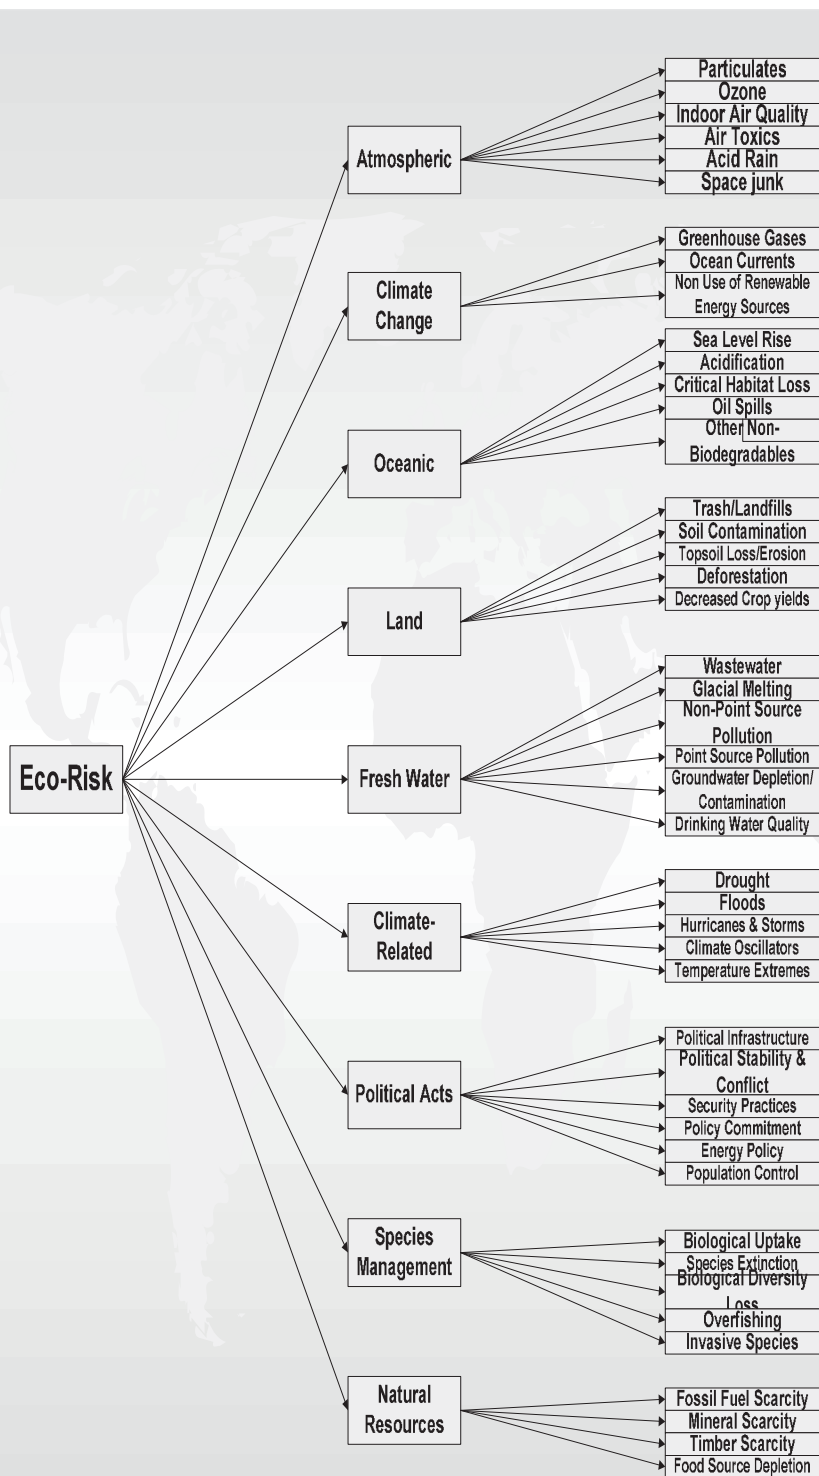 Eco-Risk
Atmospheric
Particulates
Ozone
Indoor Air Quality
Air Toxics
Acid Rain
Space junk
Climate
Change
Greenhouse Gases
Ocean Currents
Non Use of Renewable
Energy Sources
Oceanic
Sea Level Rise
Acidification
Critical Habitat Loss
Oil Spills
Other Non-
Biodegradables
Land
Trash/Landfills
Soil Contamination
Topsoil Loss/Erosion
Deforestation
Decreased Crop yields
Fresh Water
Wastewater
Glacial Melting
Non-Point Source
Pollution
Point Source Pollution
Groundwater Depletion/
Contamination
Drinking Water Quality
Climate-
Related
Drought
Floods
Hurricanes & Storms
Climate Oscillators
Temperature Extremes
Political Acts
Political Infrastructure
Political Stability &
Conflict
Security Practices
Policy Commitment
Energy Policy
Population Control
Species
Management
Biological Uptake
Species Extinction
Biological Diversity
Loss
Overfishing
Invasive Species
Natural
Resources
Fossil Fuel Scarcity
Mineral Scarcity
Timber Scarcity
Food Source Depletion